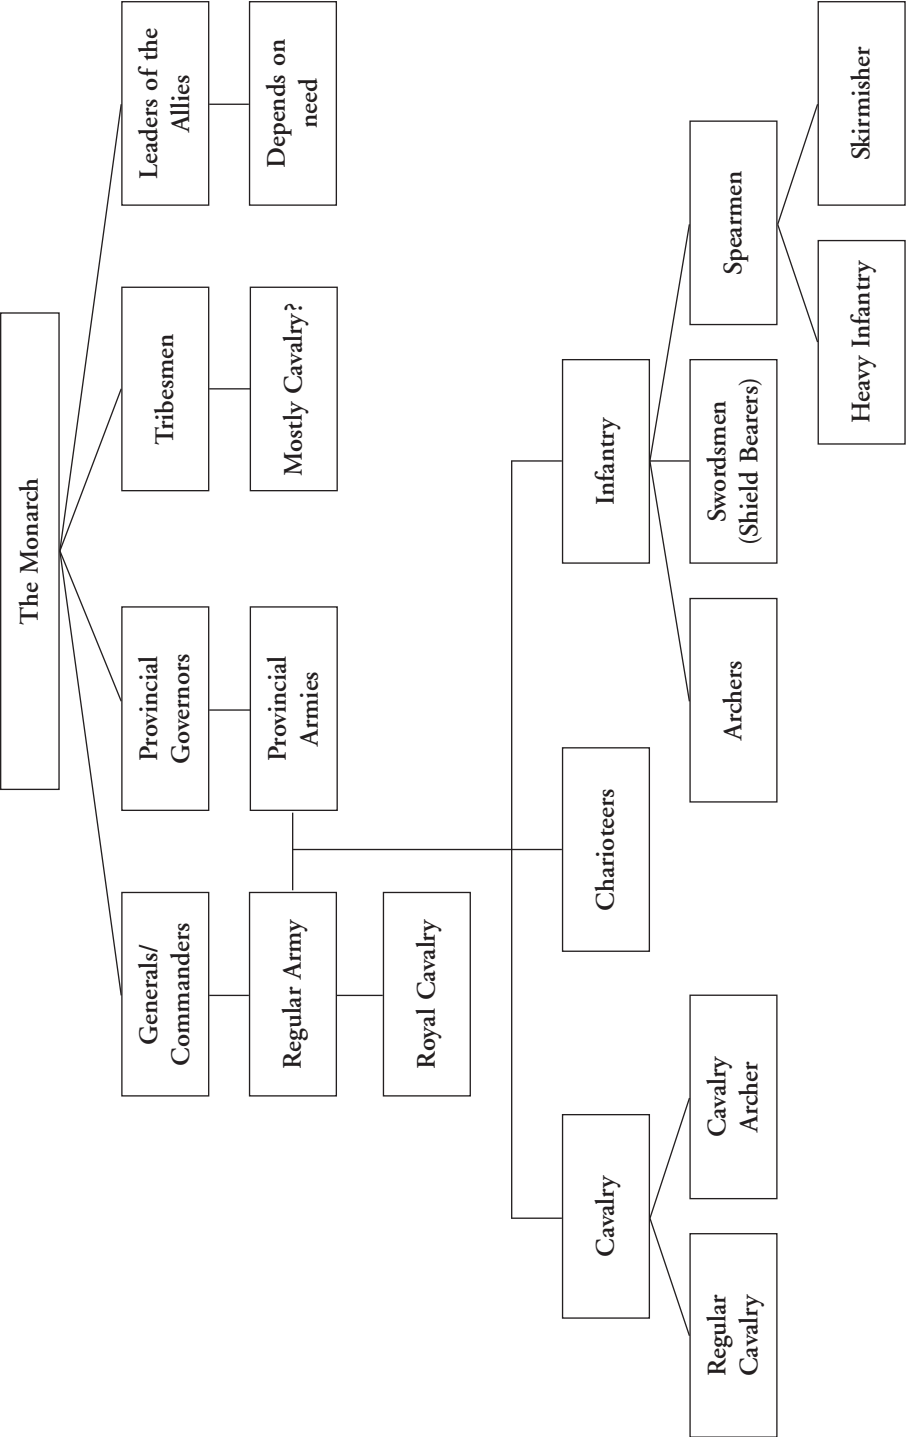 The Monarch
Generals/
Commanders
Provincial
Governors
Tribesmen
Leaders of the
Allies
Regular Army
Provincial
Armies
Mostly Cavalry?
Depends on
need
Royal Cavalry
Cavalry
Charioteers
Infantry
Regular
Cavalry
Cavalry
Archer
Archers
Swordsmen
(Shield Bearers)
Spearmen
Heavy Infantry
Skirmisher